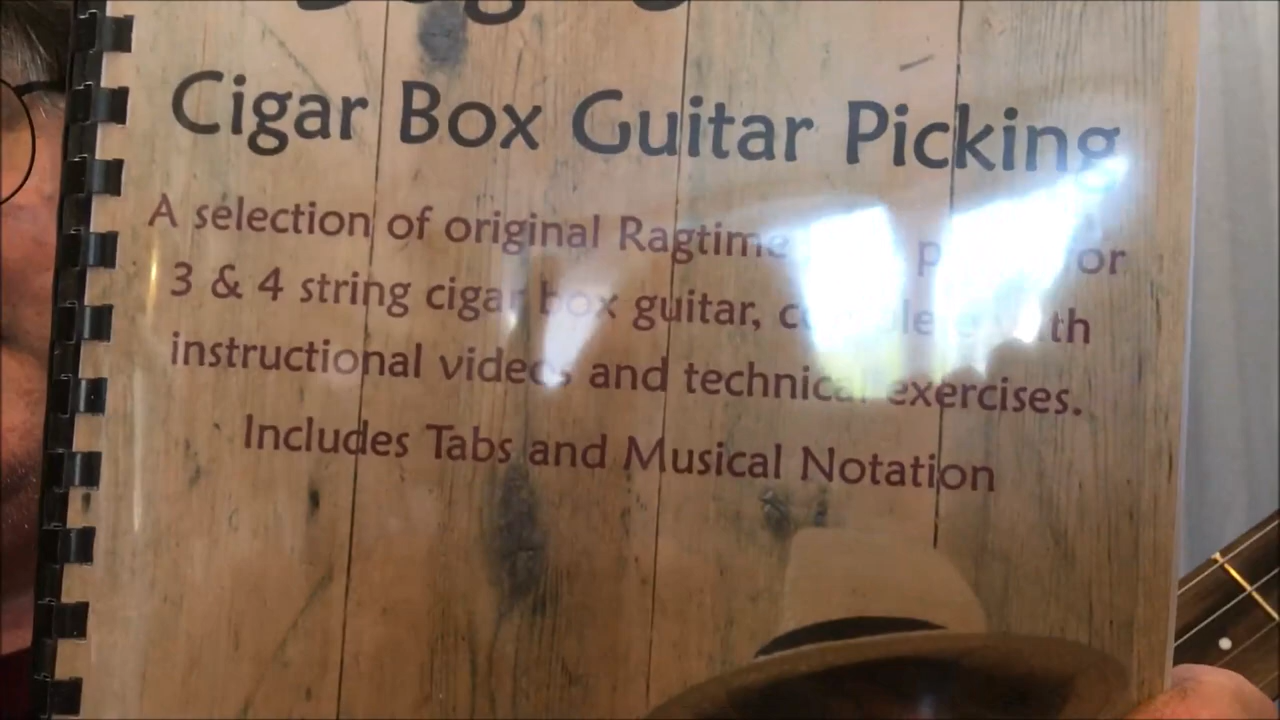 Cigar Box Guitar Picking
A selection of original Ragtime
3 & 4 string cigar box guitar,
instructional videos and technical exercises.
Includes Tabs and Musical Notation